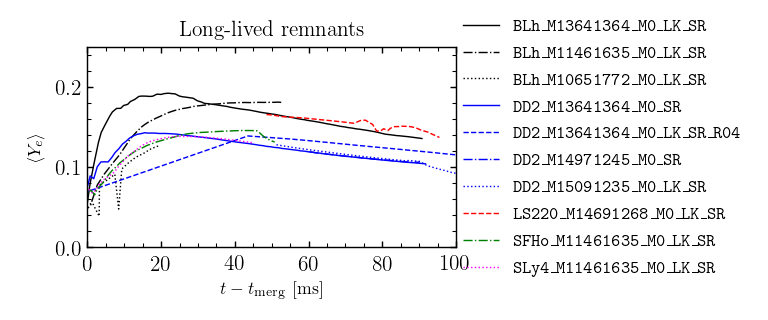 Long-lived remnants
⟨Y_e⟩
0.2
0.1
0.0
0 20 40 60 80 100
t − t_merg [ms]
BLh_M13641364_M0_LK_SR
BLh_M11461635_M0_LK_SR
BLh_M10651772_M0_LK_SR
DD2_M13641364_M0_SR
DD2_M13641364_M0_LK_SR_R04
DD2_M14971245_M0_SR
DD2_M15091235_M0_LK_SR
LS220_M14691268_M0_LK_SR
SFHo_M11461635_M0_LK_SR
SLy4_M11461635_M0_LK_SR